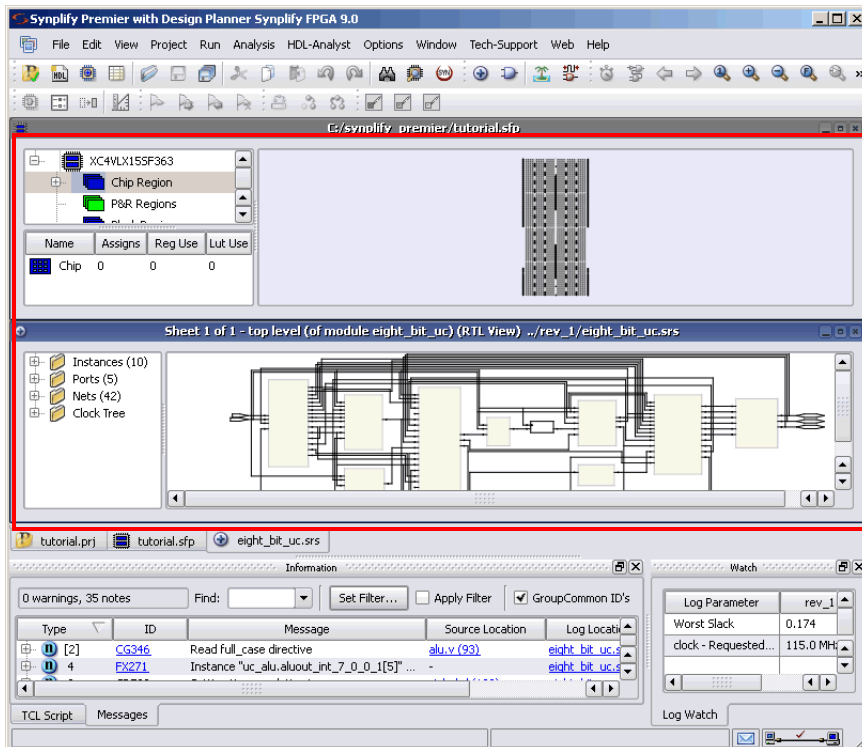 Synplify Premier with Design Planner Synplify FPGA 9.0
File Edit View Project Run Analysis HDL-Analyst Options Window Tech-Support Web Help
C:/synplify_premier/tutorial.sfp
XC4VLX15SF363
Chip Region
P&R Regions
Name Assigns Reg Use Lut Use
Chip 0 0 0
Sheet 1 of 1 - top level (of module eight_bit_uc) (RTL View) ../rev_1/eight_bit_uc.srs
Instances (10)
Ports (5)
Nets (42)
Clock Tree
tutorial.prj tutorial.sfp eight_bit_uc.srs
Information
Watch
0 warnings, 35 notes Find: Set Filter... Apply Filter GroupCommon ID's
Type ID Message Source Location Log Locati
[2] CG346 Read full_case directive alu.v (93) eight_bit_uc.s
4 FX271 Instance "uc_alu.aluout_int_7_0_0_1[5]" ... - eight_bit_uc.s
Log Parameter rev_1
Worst Slack 0.174
clock - Requested... 115.0 MHz
TCL Script Messages
Log Watch